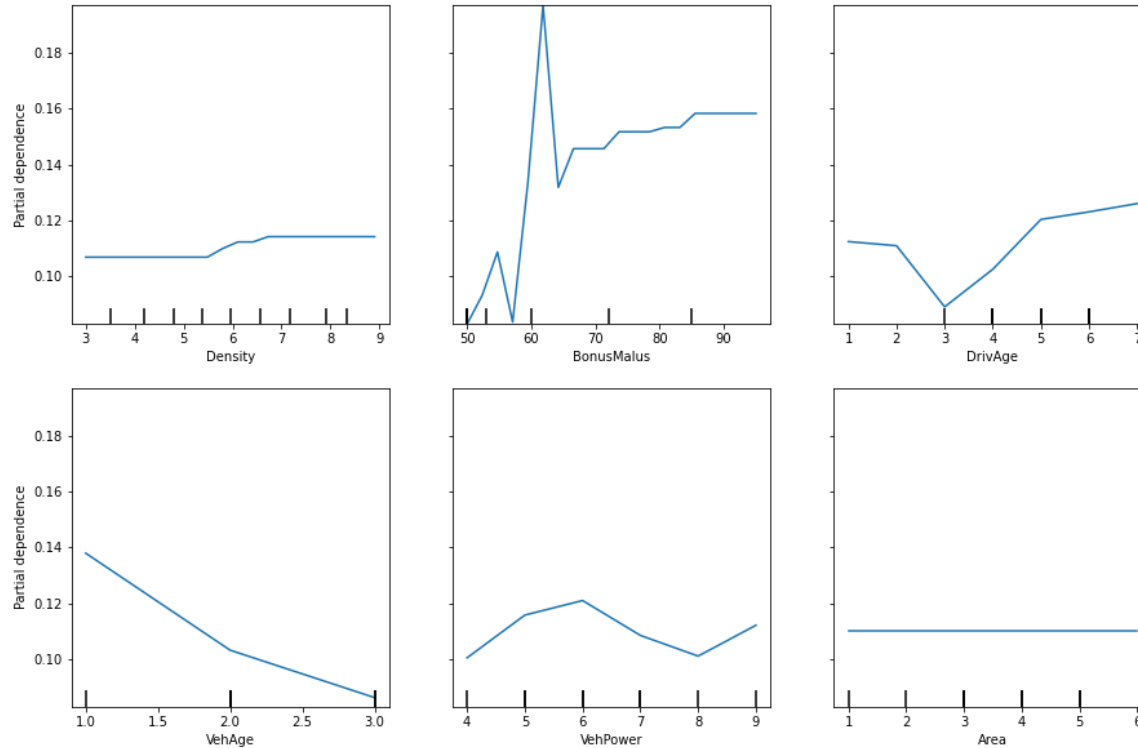 Partial dependence
0.18
0.16
0.14
0.12
0.10
3 4 5 6 7 8 9
Density
50 60 70 80 90
BonusMalus
1 2 3 4 5 6 7
DrivAge
Partial dependence
0.18
0.16
0.14
0.12
0.10
1.0 1.5 2.0 2.5 3.0
VehAge
4 5 6 7 8 9
VehPower
1 2 3 4 5 6
Area